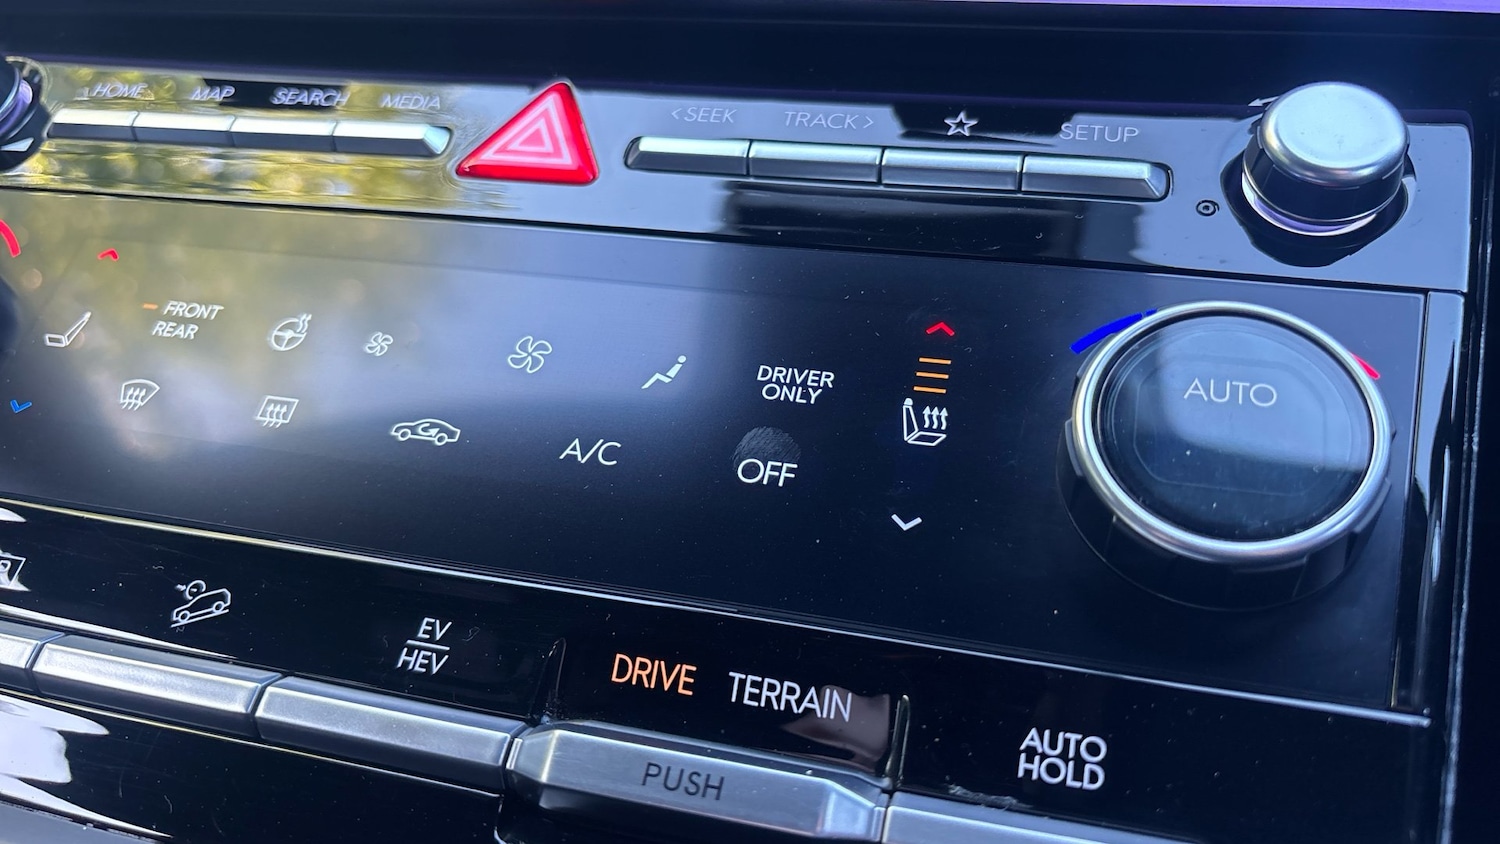 HOME MAP SEARCH MEDIA
<SEEK TRACK> SETUP
FRONT
REAR
DRIVER
ONLY
AUTO
A/C
OFF
EV
HEV
DRIVE TERRAIN
AUTO
HOLD
PUSH